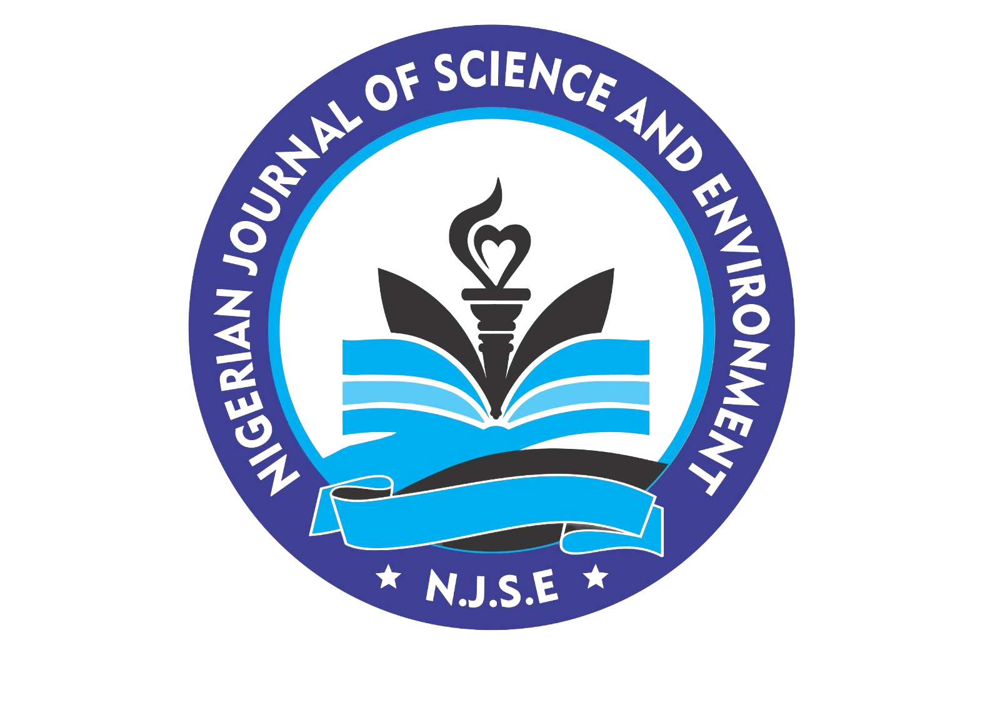 NIGERIAN JOURNAL OF SCIENCE AND ENVIRONMENT
N.J.S.E